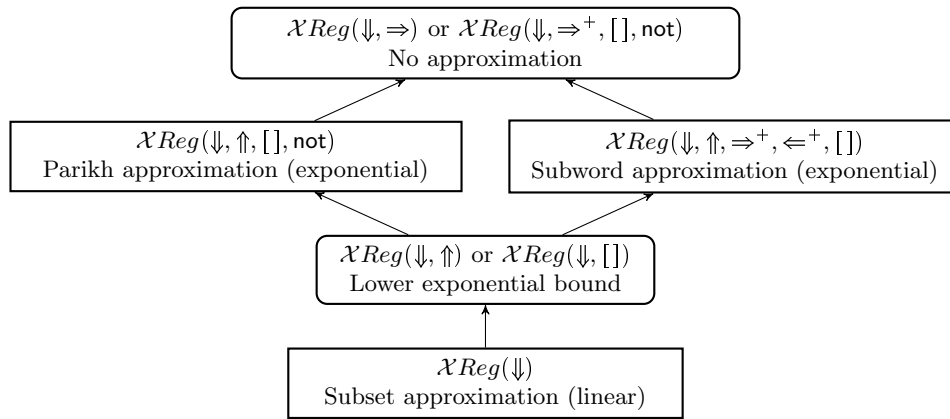 𝒳Reg(⇓, ⇒) or 𝒳Reg(⇓, ⇒⁺, [ ], not)
No approximation
𝒳Reg(⇓, ⇑, [ ], not)
Parikh approximation (exponential)
𝒳Reg(⇓, ⇑, ⇒⁺, ⇐⁺, [ ])
Subword approximation (exponential)
𝒳Reg(⇓, ⇑) or 𝒳Reg(⇓, [ ])
Lower exponential bound
𝒳Reg(⇓)
Subset approximation (linear)